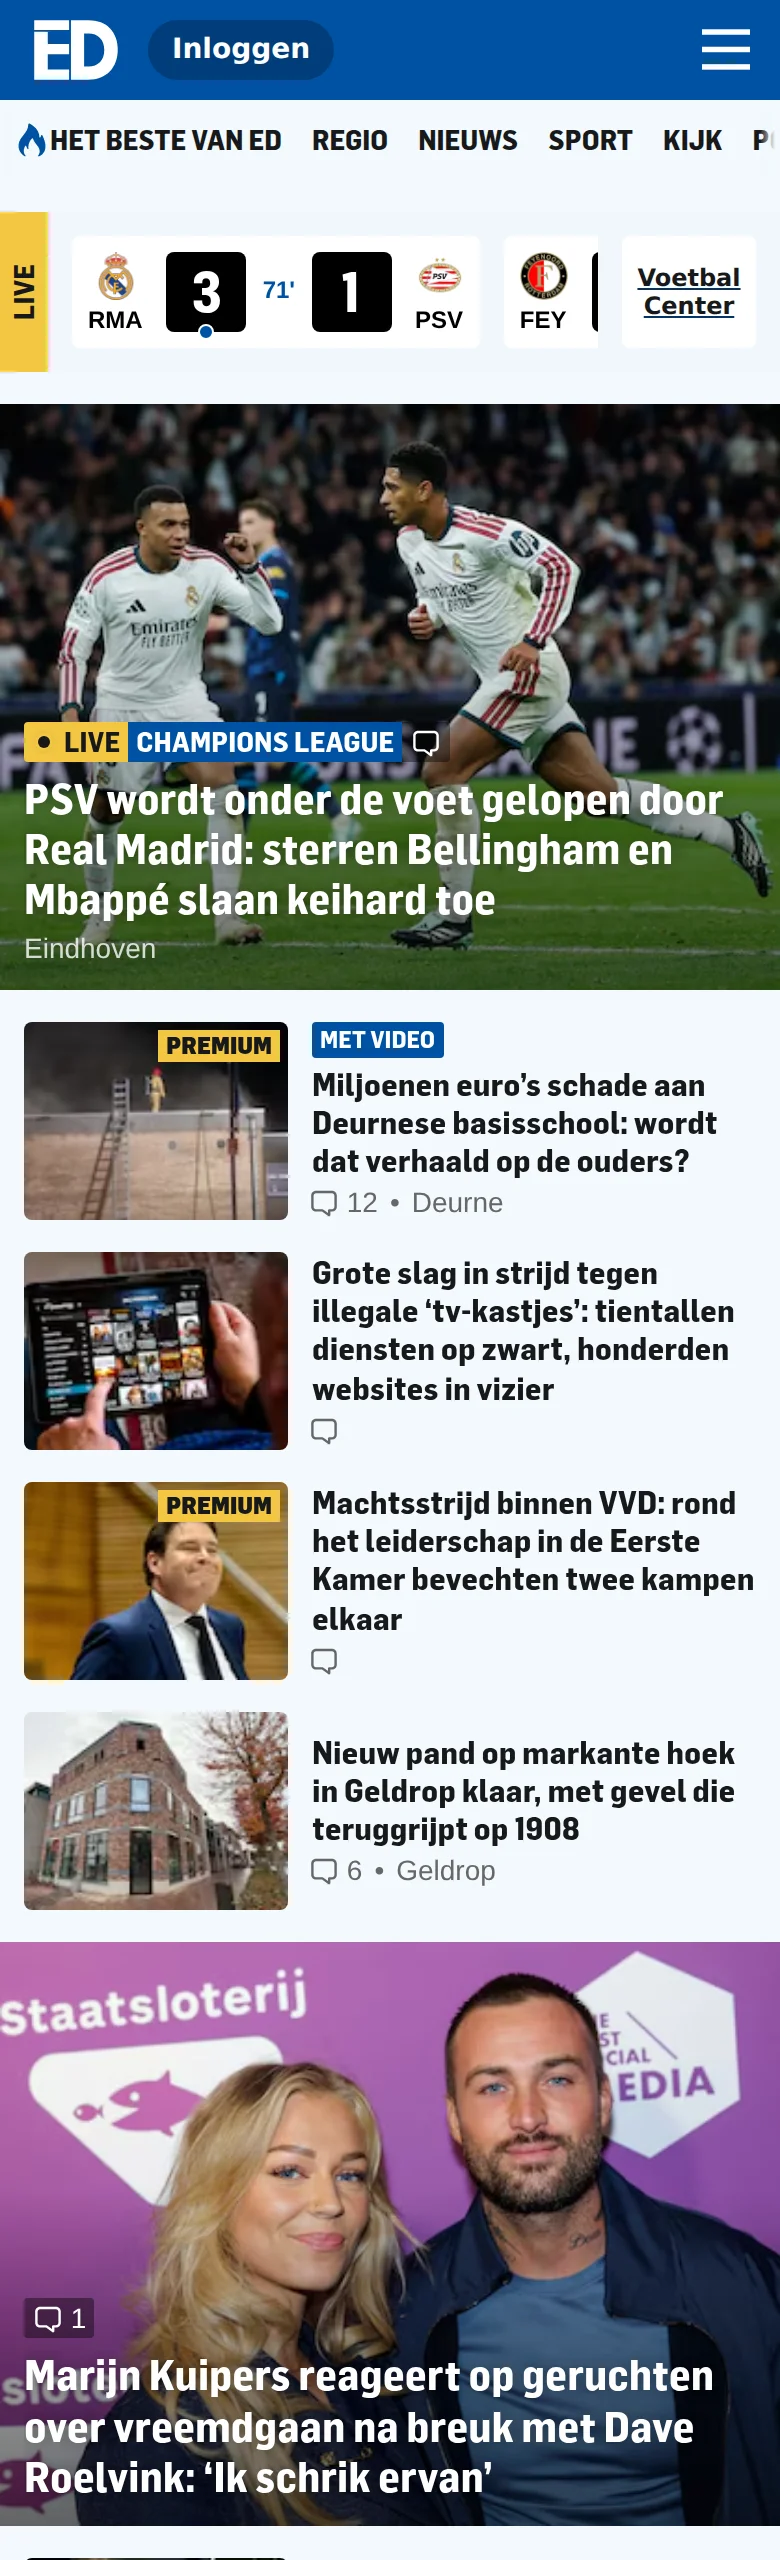 ED
Inloggen
HET BESTE VAN ED REGIO NIEUWS SPORT KIJK
LIVE
RMA
3
71'
1
PSV
PSV
FEY
Voetbal
Center
Emirates
FLY BETTER
LIVE CHAMPIONS LEAGUE
PSV wordt onder de voet gelopen door
Real Madrid: sterren Bellingham en
Mbappé slaan keihard toe
Eindhoven
PREMIUM
MET VIDEO
Miljoenen euro’s schade aan
Deurnese basisschool: wordt
dat verhaald op de ouders?
12 • Deurne
Grote slag in strijd tegen
illegale ‘tv-kastjes’: tientallen
diensten op zwart, honderden
websites in vizier
PREMIUM
Machtsstrijd binnen VVD: rond
het leiderschap in de Eerste
Kamer bevechten twee kampen
elkaar
Nieuw pand op markante hoek
in Geldrop klaar, met gevel die
teruggrijpt op 1908
6 • Geldrop
Staatsloterij
1
Marijn Kuipers reageert op geruchten
over vreemdgaan na breuk met Dave
Roelvink: ‘Ik schrik ervan’